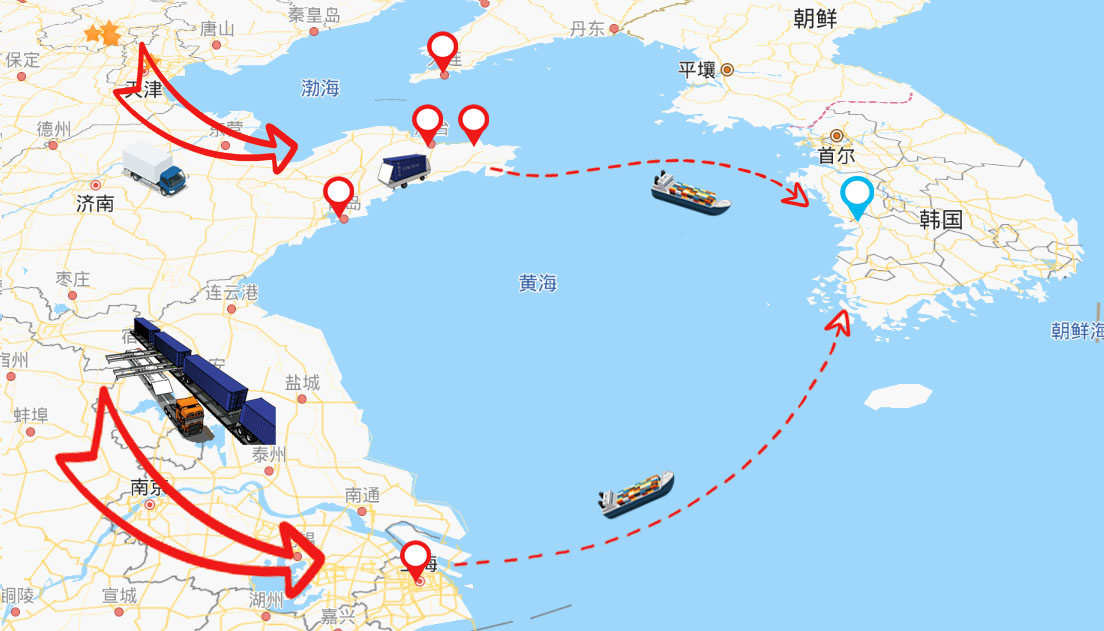 秦皇岛
唐山
丹东
朝鲜
保定
平壤
天津
渤海
德州
东营
首尔
济南
韩国
枣庄
黄海
连云港
朝鲜海
宿州
盐城
蚌埠
泰州
南京
南通
铜陵
宣城
湖州
嘉兴